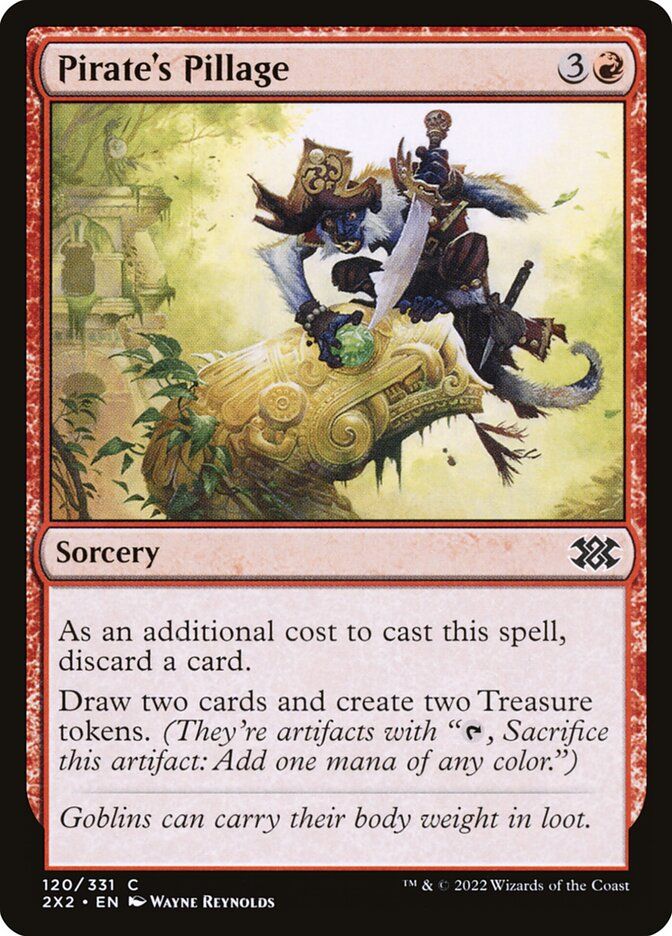 Pirate's Pillage 3
Sorcery
As an additional cost to cast this spell,
discard a card.
Draw two cards and create two Treasure
tokens. (They're artifacts with “, Sacrifice
this artifact: Add one mana of any color.”)
Goblins can carry their body weight in loot.
120/331 C
2X2 • EN Wayne Reynolds
™ & © 2022 Wizards of the Coast